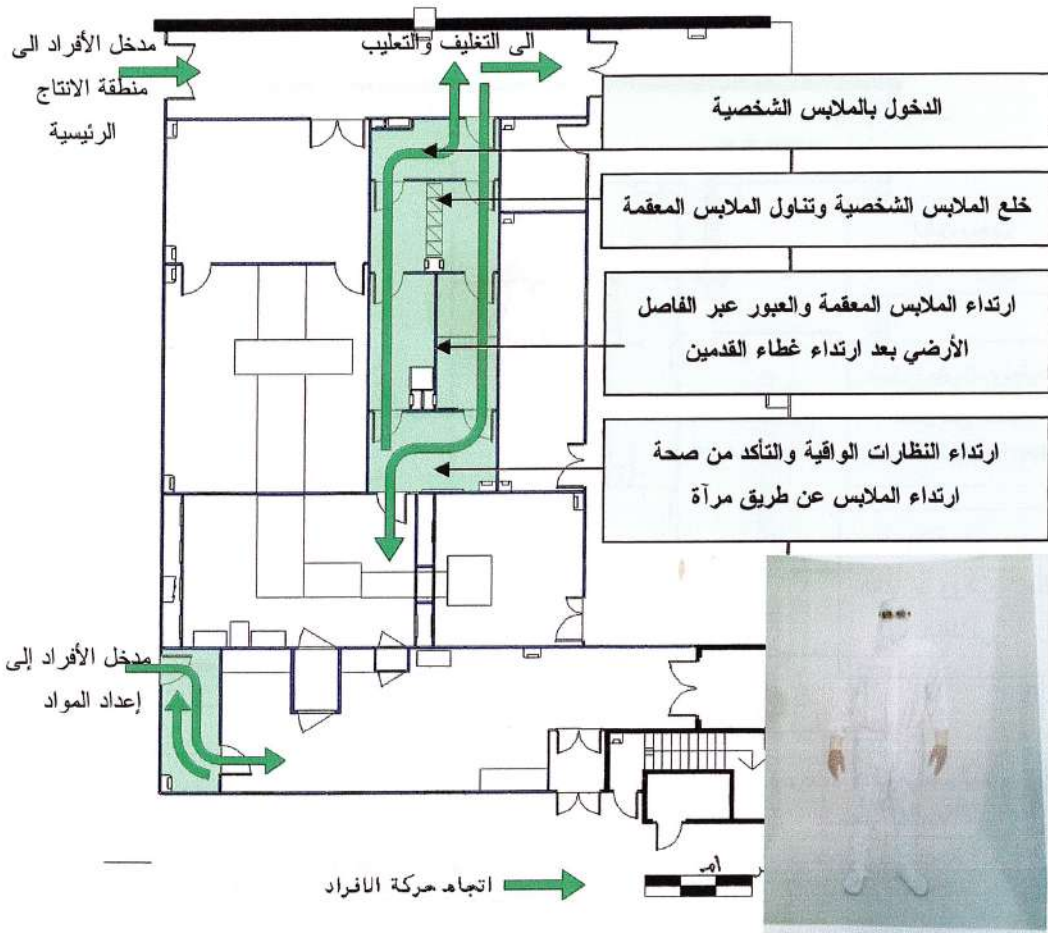 مدخل الأفراد الى
منطقة الانتاج
الرئيسية
الى التغليف والتعليب
الدخول بالملابس الشخصية
خلع الملابس الشخصية وتناول الملابس المعقمة
ارتداء الملابس المعقمة والعبور عبر الفاصل
الأرضي بعد ارتداء غطاء القدمين
ارتداء النظارات الواقية والتأكد من صحة
ارتداء الملابس عن طريق مرآة
مدخل الأفراد إلى
إعداد المواد
اتجاه حركة الافراد